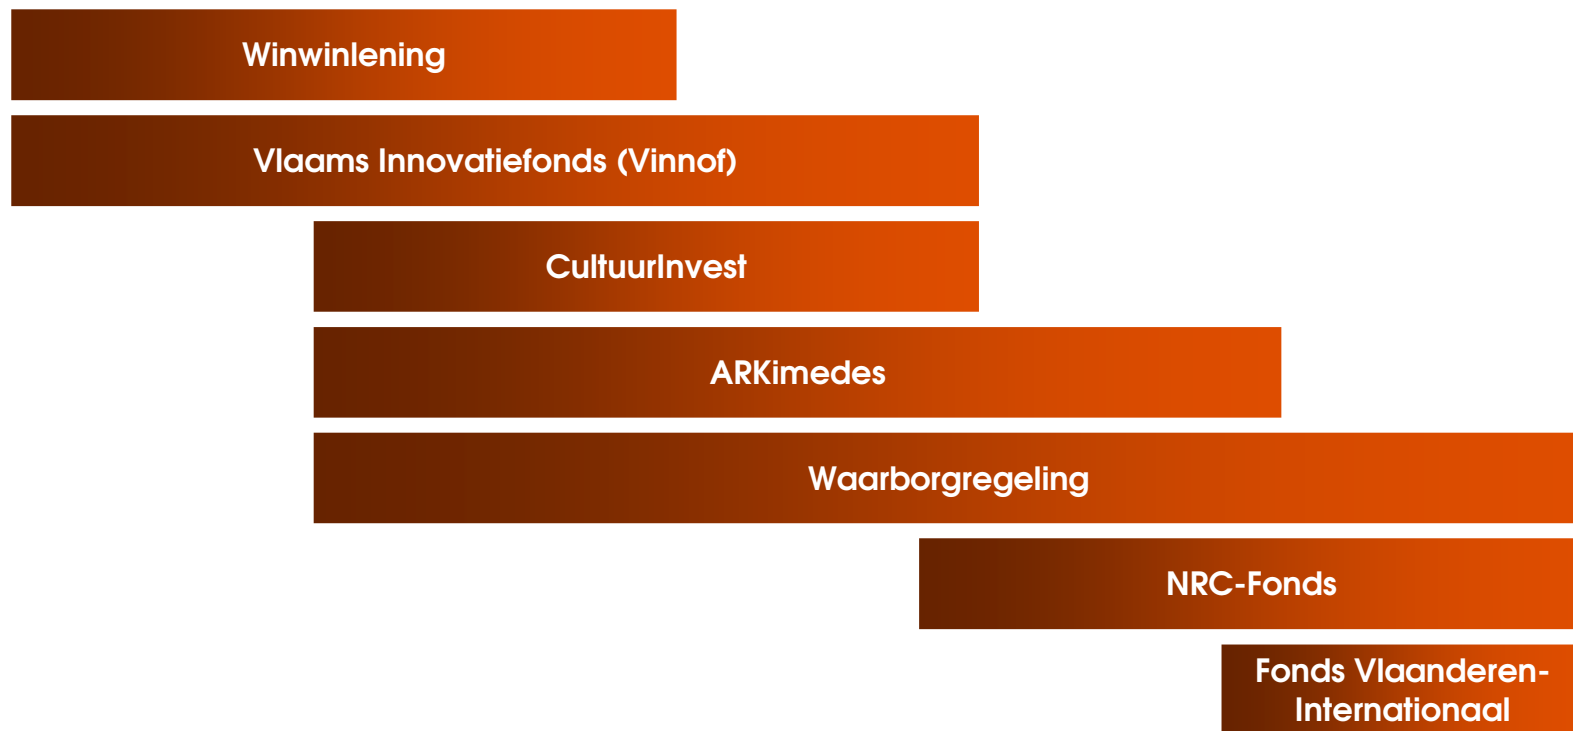 Winwinlening
Vlaams Innovatiefonds (Vinnof)
CultuurInvest
ARKimedes
Waarborgregeling
NRC-Fonds
Fonds Vlaanderen-
Internationaal